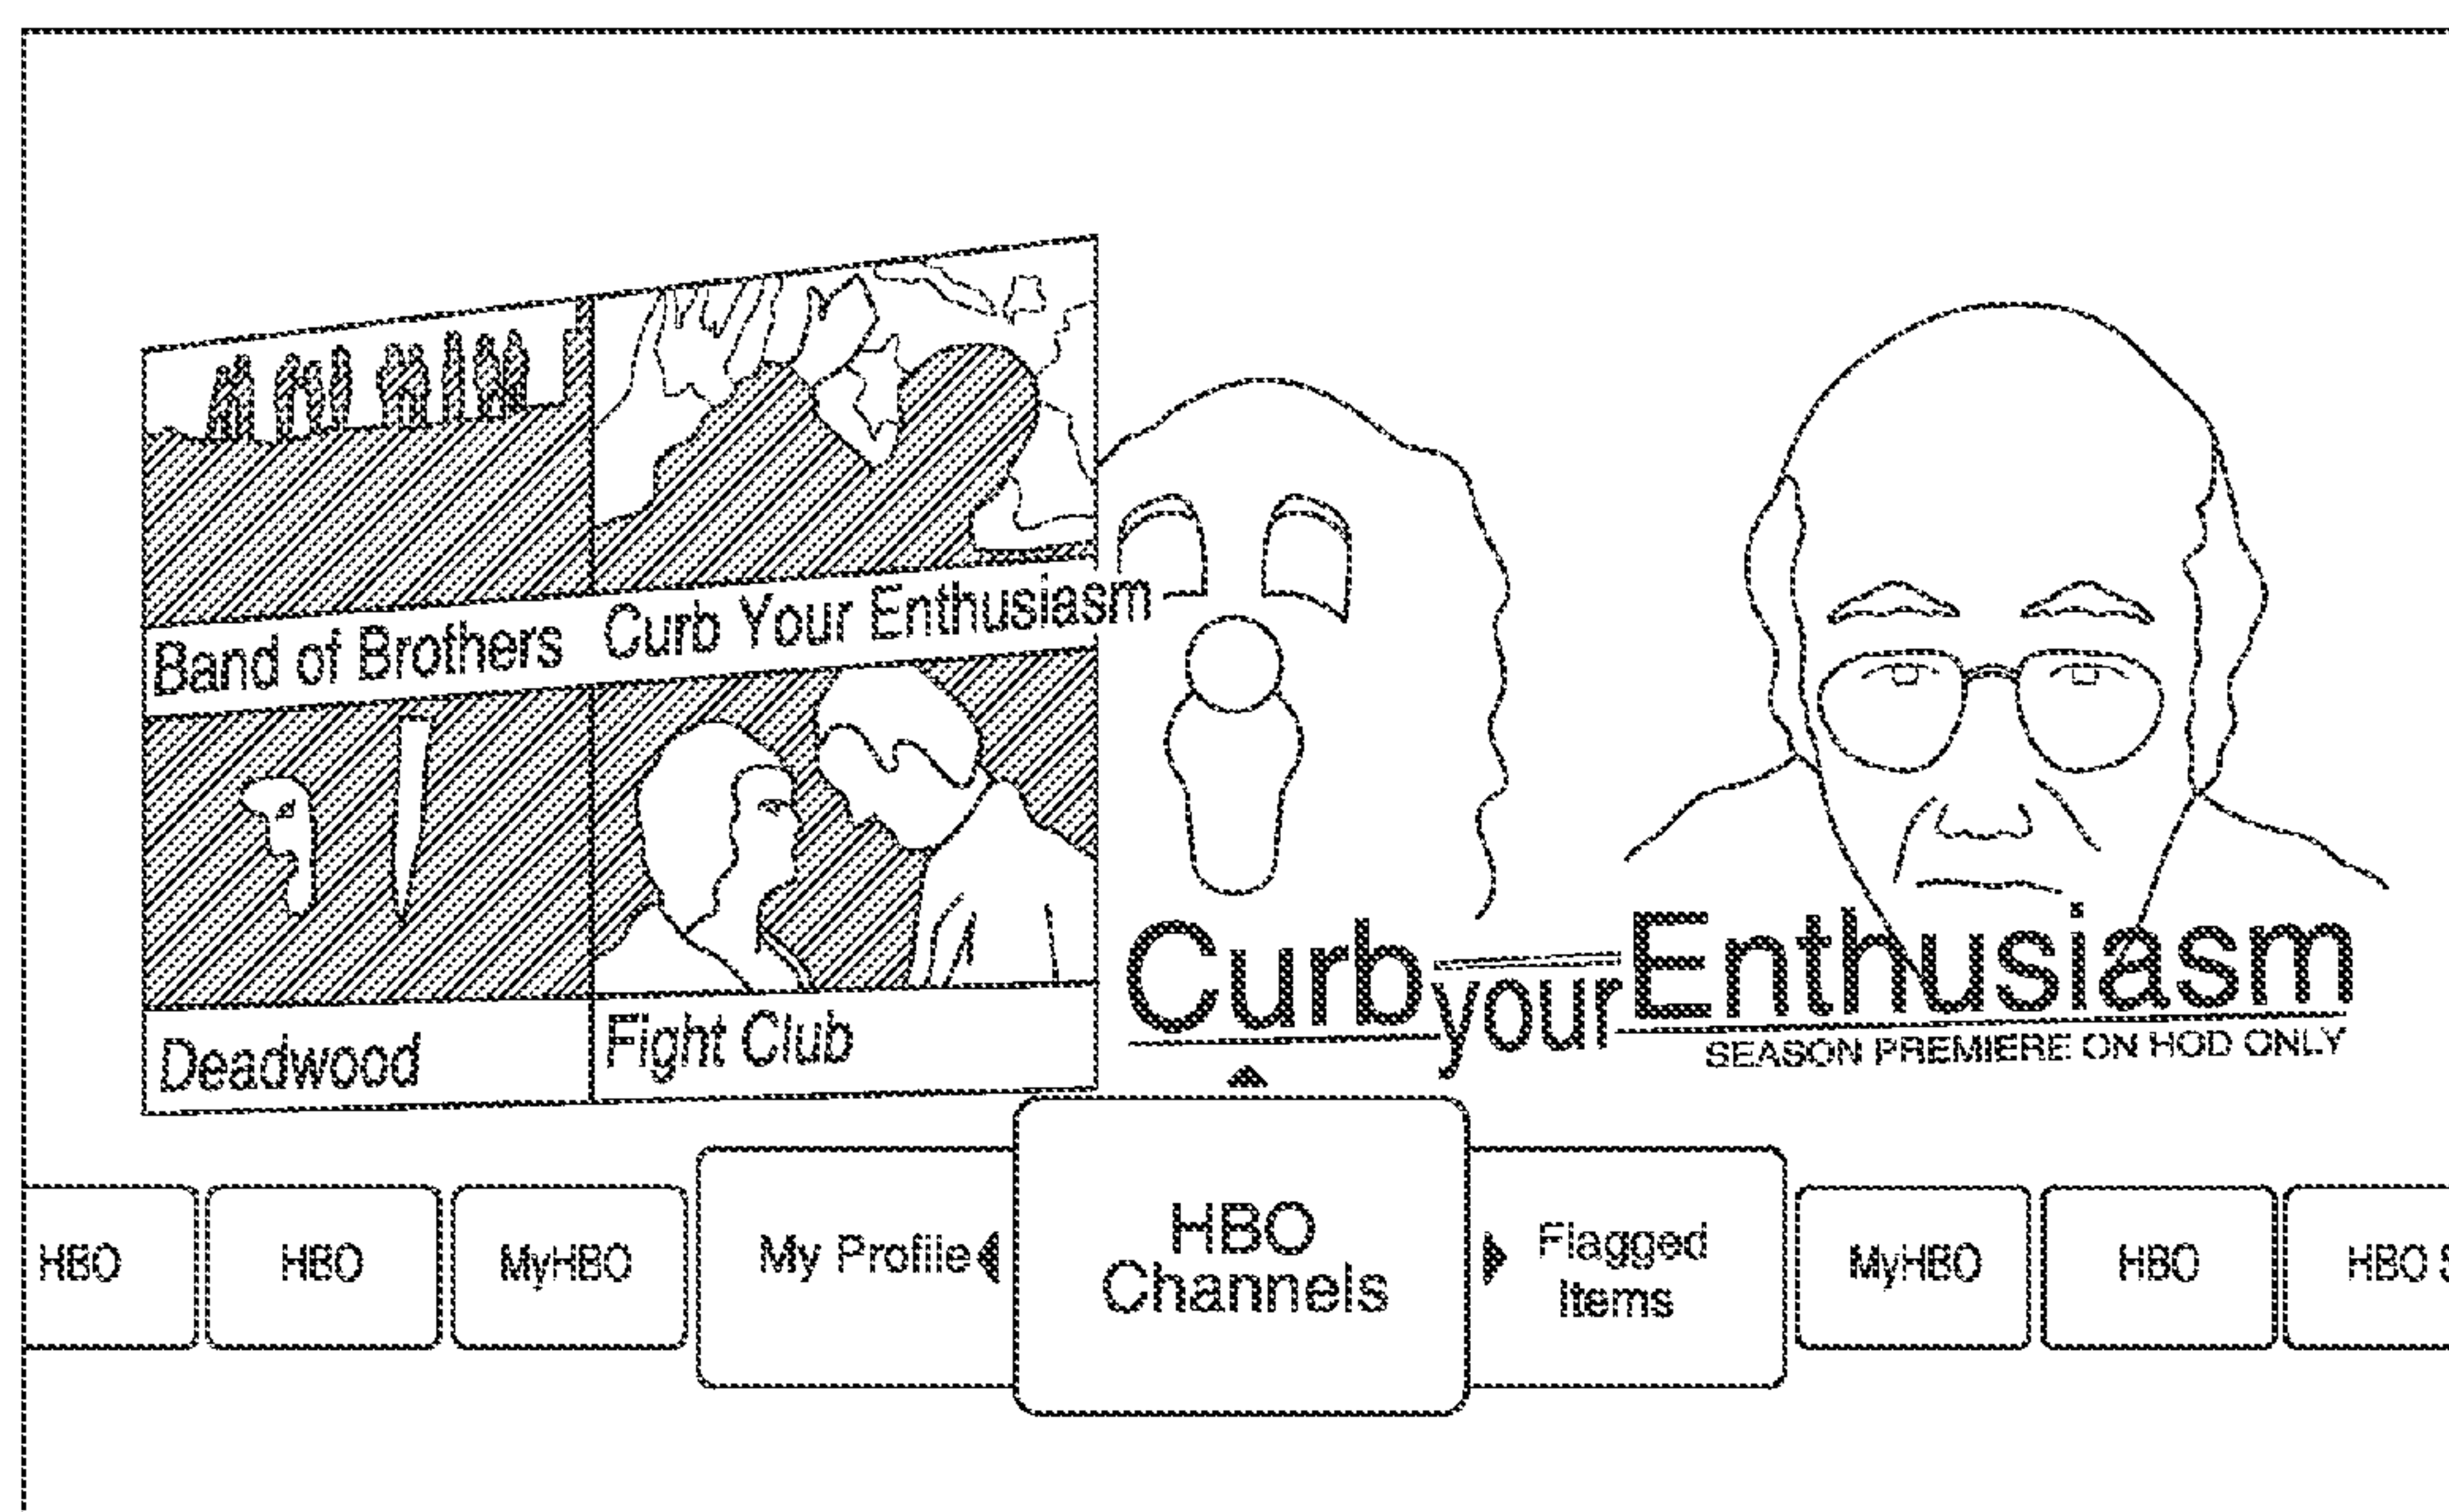 Band of Brothers
Curb Your Enthusiasm
Deadwood
Fight Club
Curb your Enthusiasm
SEASON PREMIERE ON HOD ONLY
HBO
HBO
MyHBO
My Profile
HBO
Channels
Flagged
Items
MyHBO
HBO
HBO S